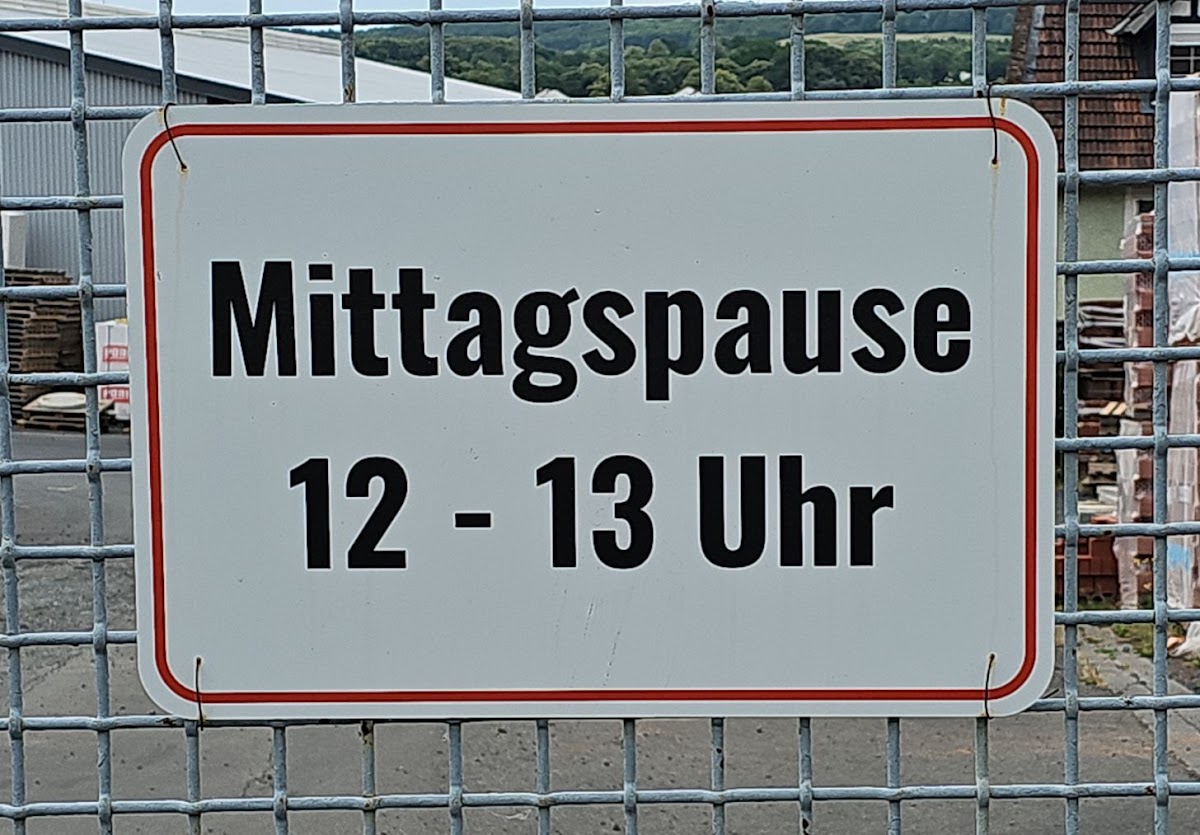 Mittagspause
12 - 13 Uhr